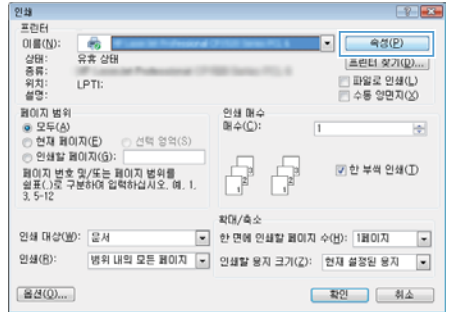 인쇄
프린터
이름(N):
속성(P)
상태: 유휴 상태
프린터 찾기(D)...
종류:
위치: LPT1:
파일로 인쇄(L)
설명:
수동 양면지(X)
페이지 범위
모두(A)
현재 페이지(E) 선택 영역(S)
인쇄할 페이지(G):
페이지 번호 및/또는 페이지 범위를
쉼표(,)로 구분하여 입력하십시오. 예, 1,
3, 5-12
인쇄 매수
매수(C): 1
한 부씩 인쇄(T)
인쇄 대상(W): 문서
인쇄(R): 범위 내의 모든 페이지
확대/축소
한 면에 인쇄할 페이지 수(H): 1페이지
인쇄할 용지 크기(Z): 현재 설정된 용지
옵션(O)...
확인 취소